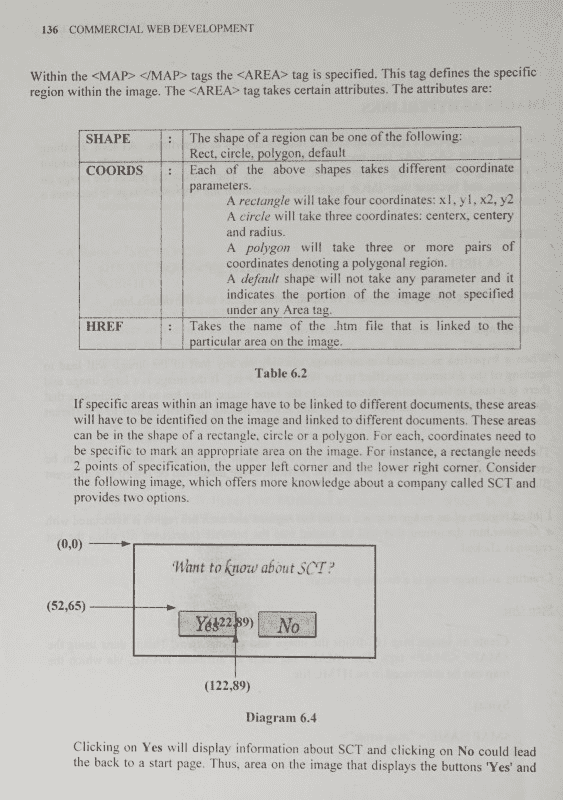 136 COMMERCIAL WEB DEVELOPMENT
Within the <MAP> </MAP> tags the <AREA> tag is specified. This tag defines the specific
region within the image. The <AREA> tag takes certain attributes. The attributes are:
SHAPE : The shape of a region can be one of the following:
Rect, circle, polygon, default
COORDS : Each of the above shapes takes different coordinate
parameters.
A rectangle will take four coordinates: x1, y1, x2, y2
A circle will take three coordinates: centerx, centery
and radius.
A polygon will take three or more pairs of
coordinates denoting a polygonal region.
A default shape will not take any parameter and it
indicates the portion of the image not specified
under any Area tag.
HREF : Takes the name of the .htm file that is linked to the
particular area on the image.
Table 6.2
If specific areas within an image have to be linked to different documents, these areas
will have to be identified on the image and linked to different documents. These areas
can be in the shape of a rectangle, circle or a polygon. For each, coordinates need to
be specific to mark an appropriate area on the image. For instance, a rectangle needs
2 points of specification, the upper left corner and the lower right corner. Consider
the following image, which offers more knowledge about a company called SCT and
provides two options.
(0,0)
Want to know about SCT?
(52,65)
Yes (122,89) No
(122,89)
Diagram 6.4
Clicking on Yes will display information about SCT and clicking on No could lead
the back to a start page. Thus, area on the image that displays the buttons 'Yes' and